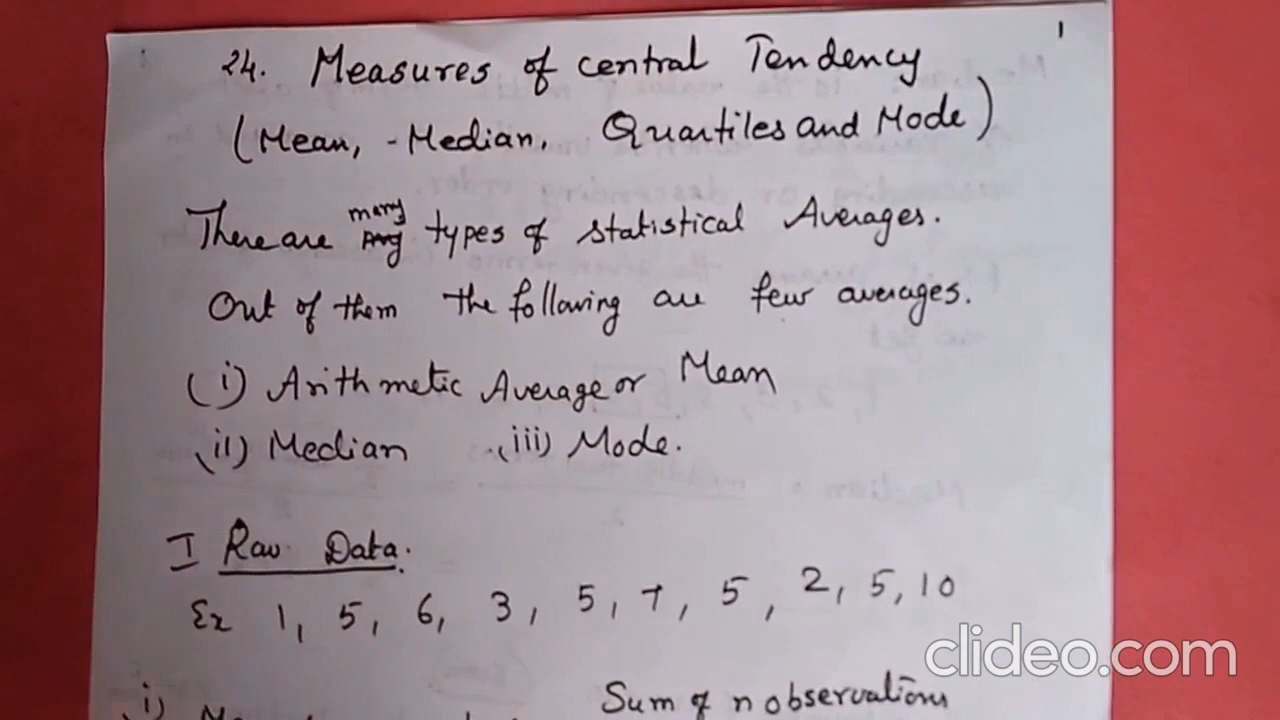 1
24. Measures of central Tendency
(Mean, - Median, Quartiles and Mode)
There are many types of statistical Averages.
Out of them the following are few averages.
(i) Arithmetic Average or Mean
(ii) Median (iii) Mode.
I Raw Data.
Ex 1, 5, 6, 3, 5, 7, 5, 2, 5, 10
clideo.com
i)
Sum of n observations